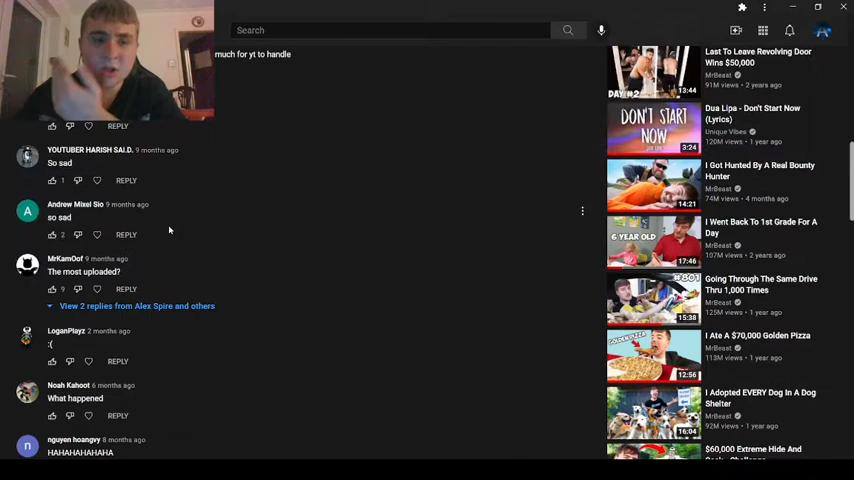 Search
much for yt to handle
REPLY
YOUTUBER HARISH SAI.D. 9 months ago
So sad
1 REPLY
Andrew Mixel Sio 9 months ago
so sad
2 REPLY
MrKamOof 9 months ago
The most uploaded?
9 REPLY
View 2 replies from Alex Spire and others
LoganPlayz 2 months ago
:(
REPLY
Noah Kahoot 6 months ago
What happened
REPLY
n
nguyen hoangvy 8 months ago
HAHAHAHAHAHA
A
DAY #2
13:44
Last To Leave Revolving Door
Wins $50,000
MrBeast
91M views • 2 years ago
DON'T START
NOW
3:24
Dua Lipa - Don't Start Now
(Lyrics)
Unique Vibes
120M views • 1 year ago
14:21
I Got Hunted By A Real Bounty
Hunter
MrBeast
74M views • 4 months ago
6 YEAR OLD
17:46
I Went Back To 1st Grade For A
Day
MrBeast
107M views • 2 years ago
#801
15:38
Going Through The Same Drive
Thru 1,000 Times
MrBeast
125M views • 1 year ago
GOLDEN PIZZA
12:56
I Ate A $70,000 Golden Pizza
MrBeast
113M views • 1 year ago
16:04
I Adopted EVERY Dog In A Dog
Shelter
MrBeast
92M views • 1 year ago
$60,000 Extreme Hide And